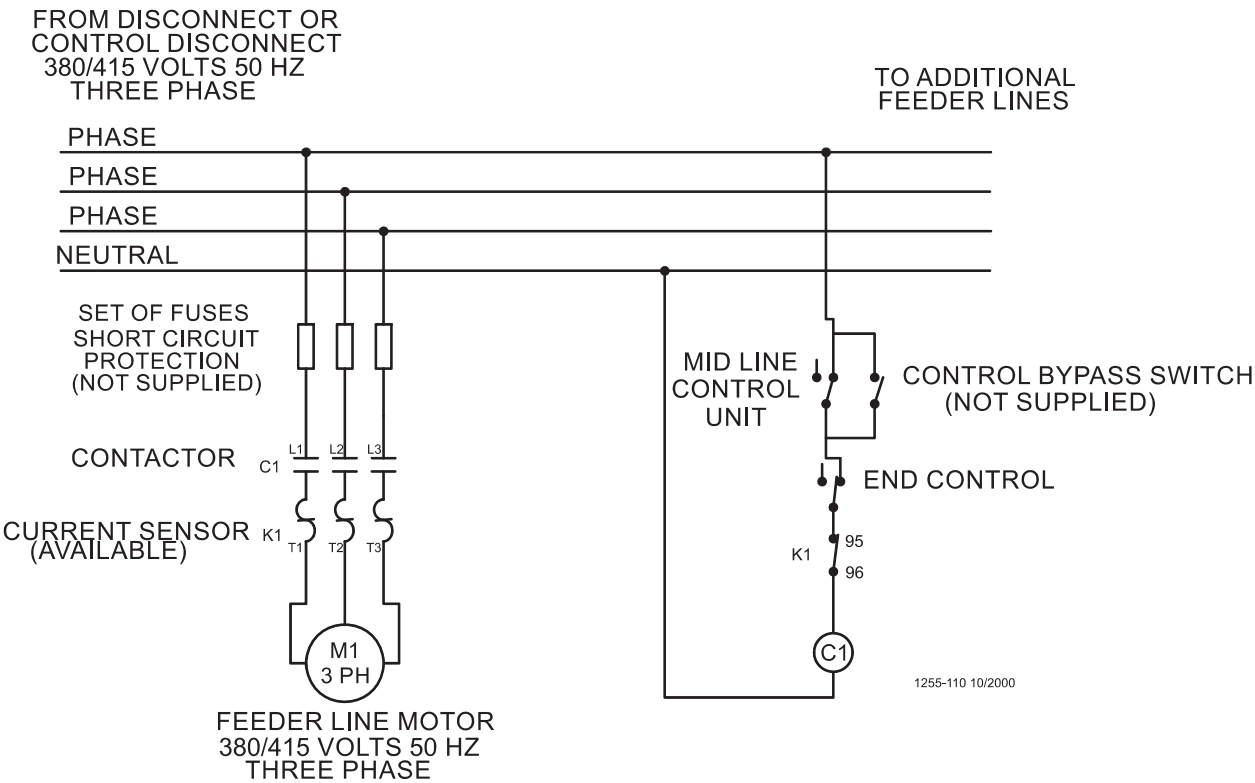 FROM DISCONNECT OR
CONTROL DISCONNECT
380/415 VOLTS 50 HZ
THREE PHASE
TO ADDITIONAL
FEEDER LINES
PHASE
PHASE
PHASE
NEUTRAL
SET OF FUSES
SHORT CIRCUIT
PROTECTION
(NOT SUPPLIED)
MID LINE
CONTROL
UNIT
CONTROL BYPASS SWITCH
(NOT SUPPLIED)
CONTACTOR
C1
L1
L2
L3
END CONTROL
CURRENT SENSOR
(AVAILABLE)
K1
T1
T2
T3
K1
95
96
M1
3 PH
C1
1255-110 10/2000
FEEDER LINE MOTOR
380/415 VOLTS 50 HZ
THREE PHASE